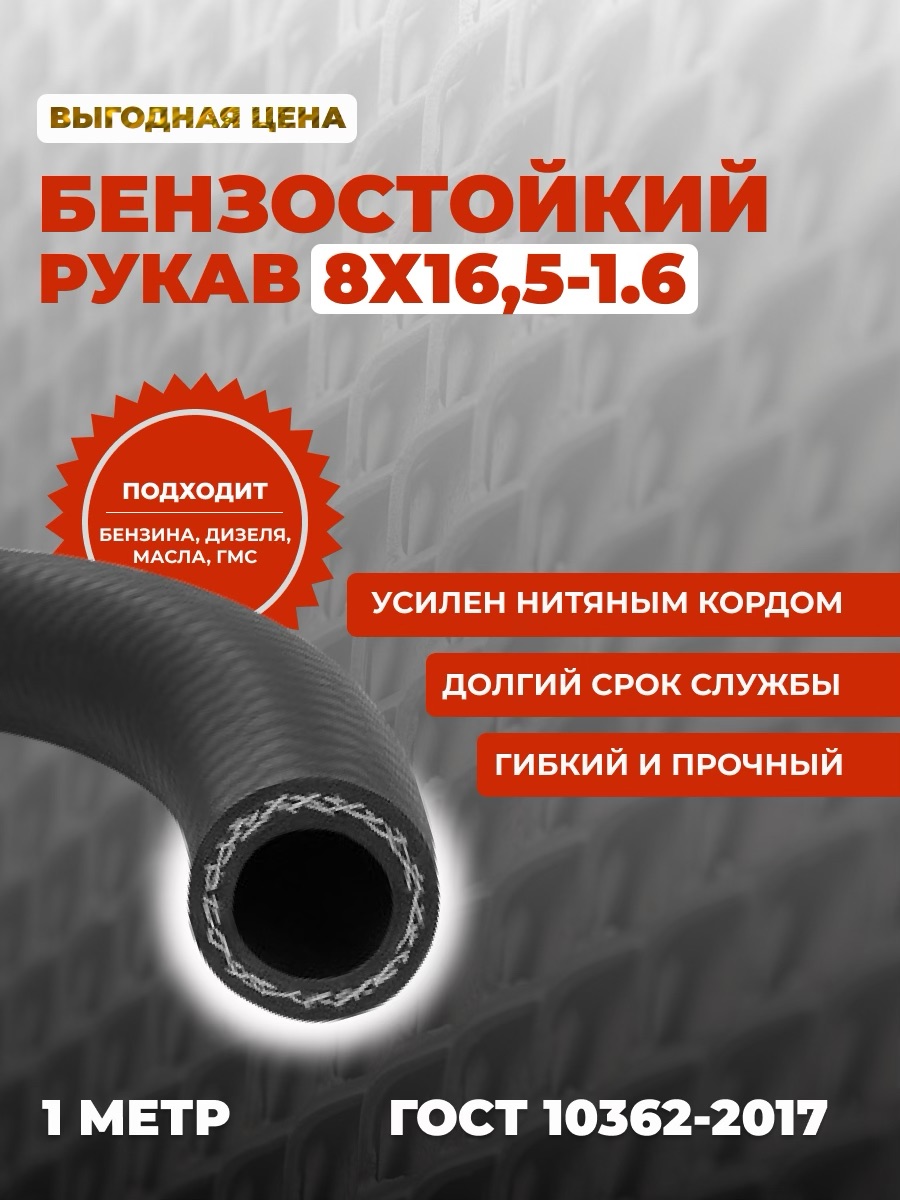 ВЫГОДНАЯ ЦЕНА
БЕНЗОСТОЙКИЙ
РУКАВ 8Х16,5-1.6
ПОДХОДИТ
БЕНЗИНА, ДИЗЕЛЯ,
МАСЛА, ГМС
УСИЛЕН НИТЯНЫМ КОРДОМ
ДОЛГИЙ СРОК СЛУЖБЫ
ГИБКИЙ И ПРОЧНЫЙ
1 МЕТР
ГОСТ 10362-2017